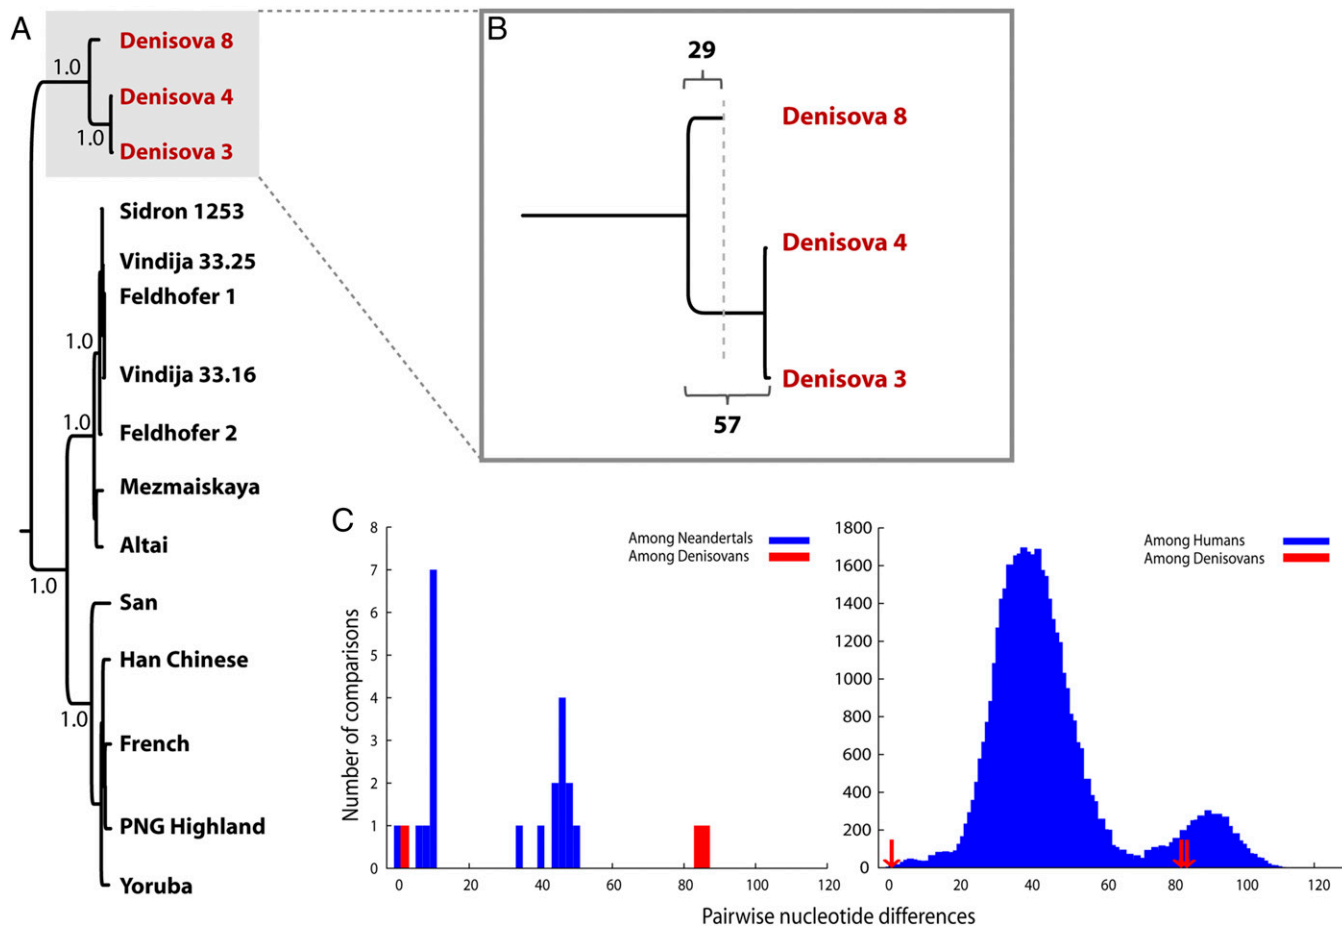 A
Denisova 8
1.0
Denisova 4
1.0
Denisova 3
Sidron 1253
Vindija 33.25
Feldhofer 1
1.0
Vindija 33.16
1.0
Feldhofer 2
Mezmaiskaya
Altai
1.0
San
Han Chinese
1.0
French
PNG Highland
Yoruba
B
29
Denisova 8
Denisova 4
Denisova 3
57
C
8
7
6
5
4
3
2
1
0
Number of comparisons
Among Neandertals
Among Denisovans
0 20 40 60 80 100 120
1800
1600
1400
1200
1000
800
600
400
200
0
Among Humans
Among Denisovans
0 20 40 60 80 100 120
Pairwise nucleotide differences